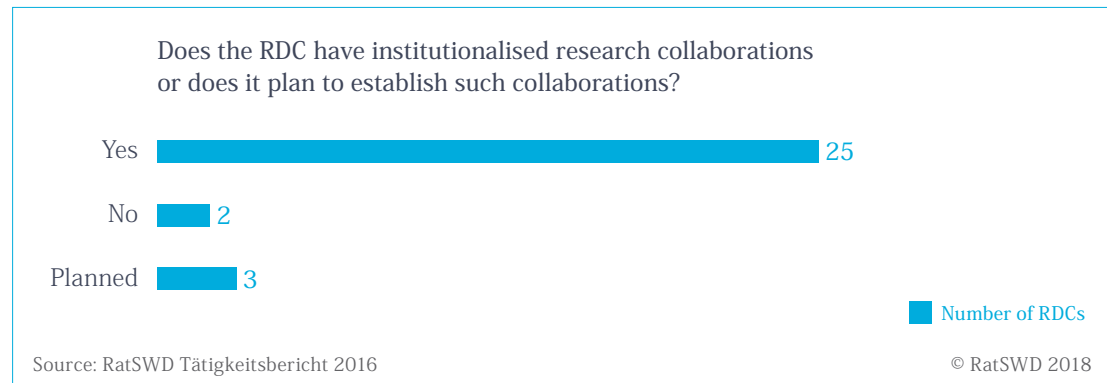 Does the RDC have institutionalised research collaborations
or does it plan to establish such collaborations?
Yes 25
No 2
Planned 3
Number of RDCs
Source: RatSWD Tätigkeitsbericht 2016 © RatSWD 2018